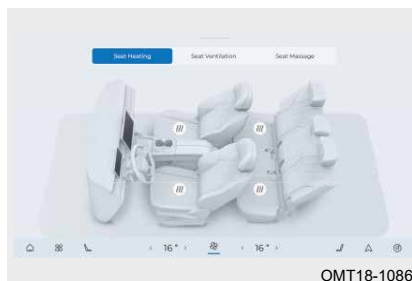 Seat Heating Seat Ventilation Seat Massage
‹ 16° › ‹ 16° ›
OMT18-1086